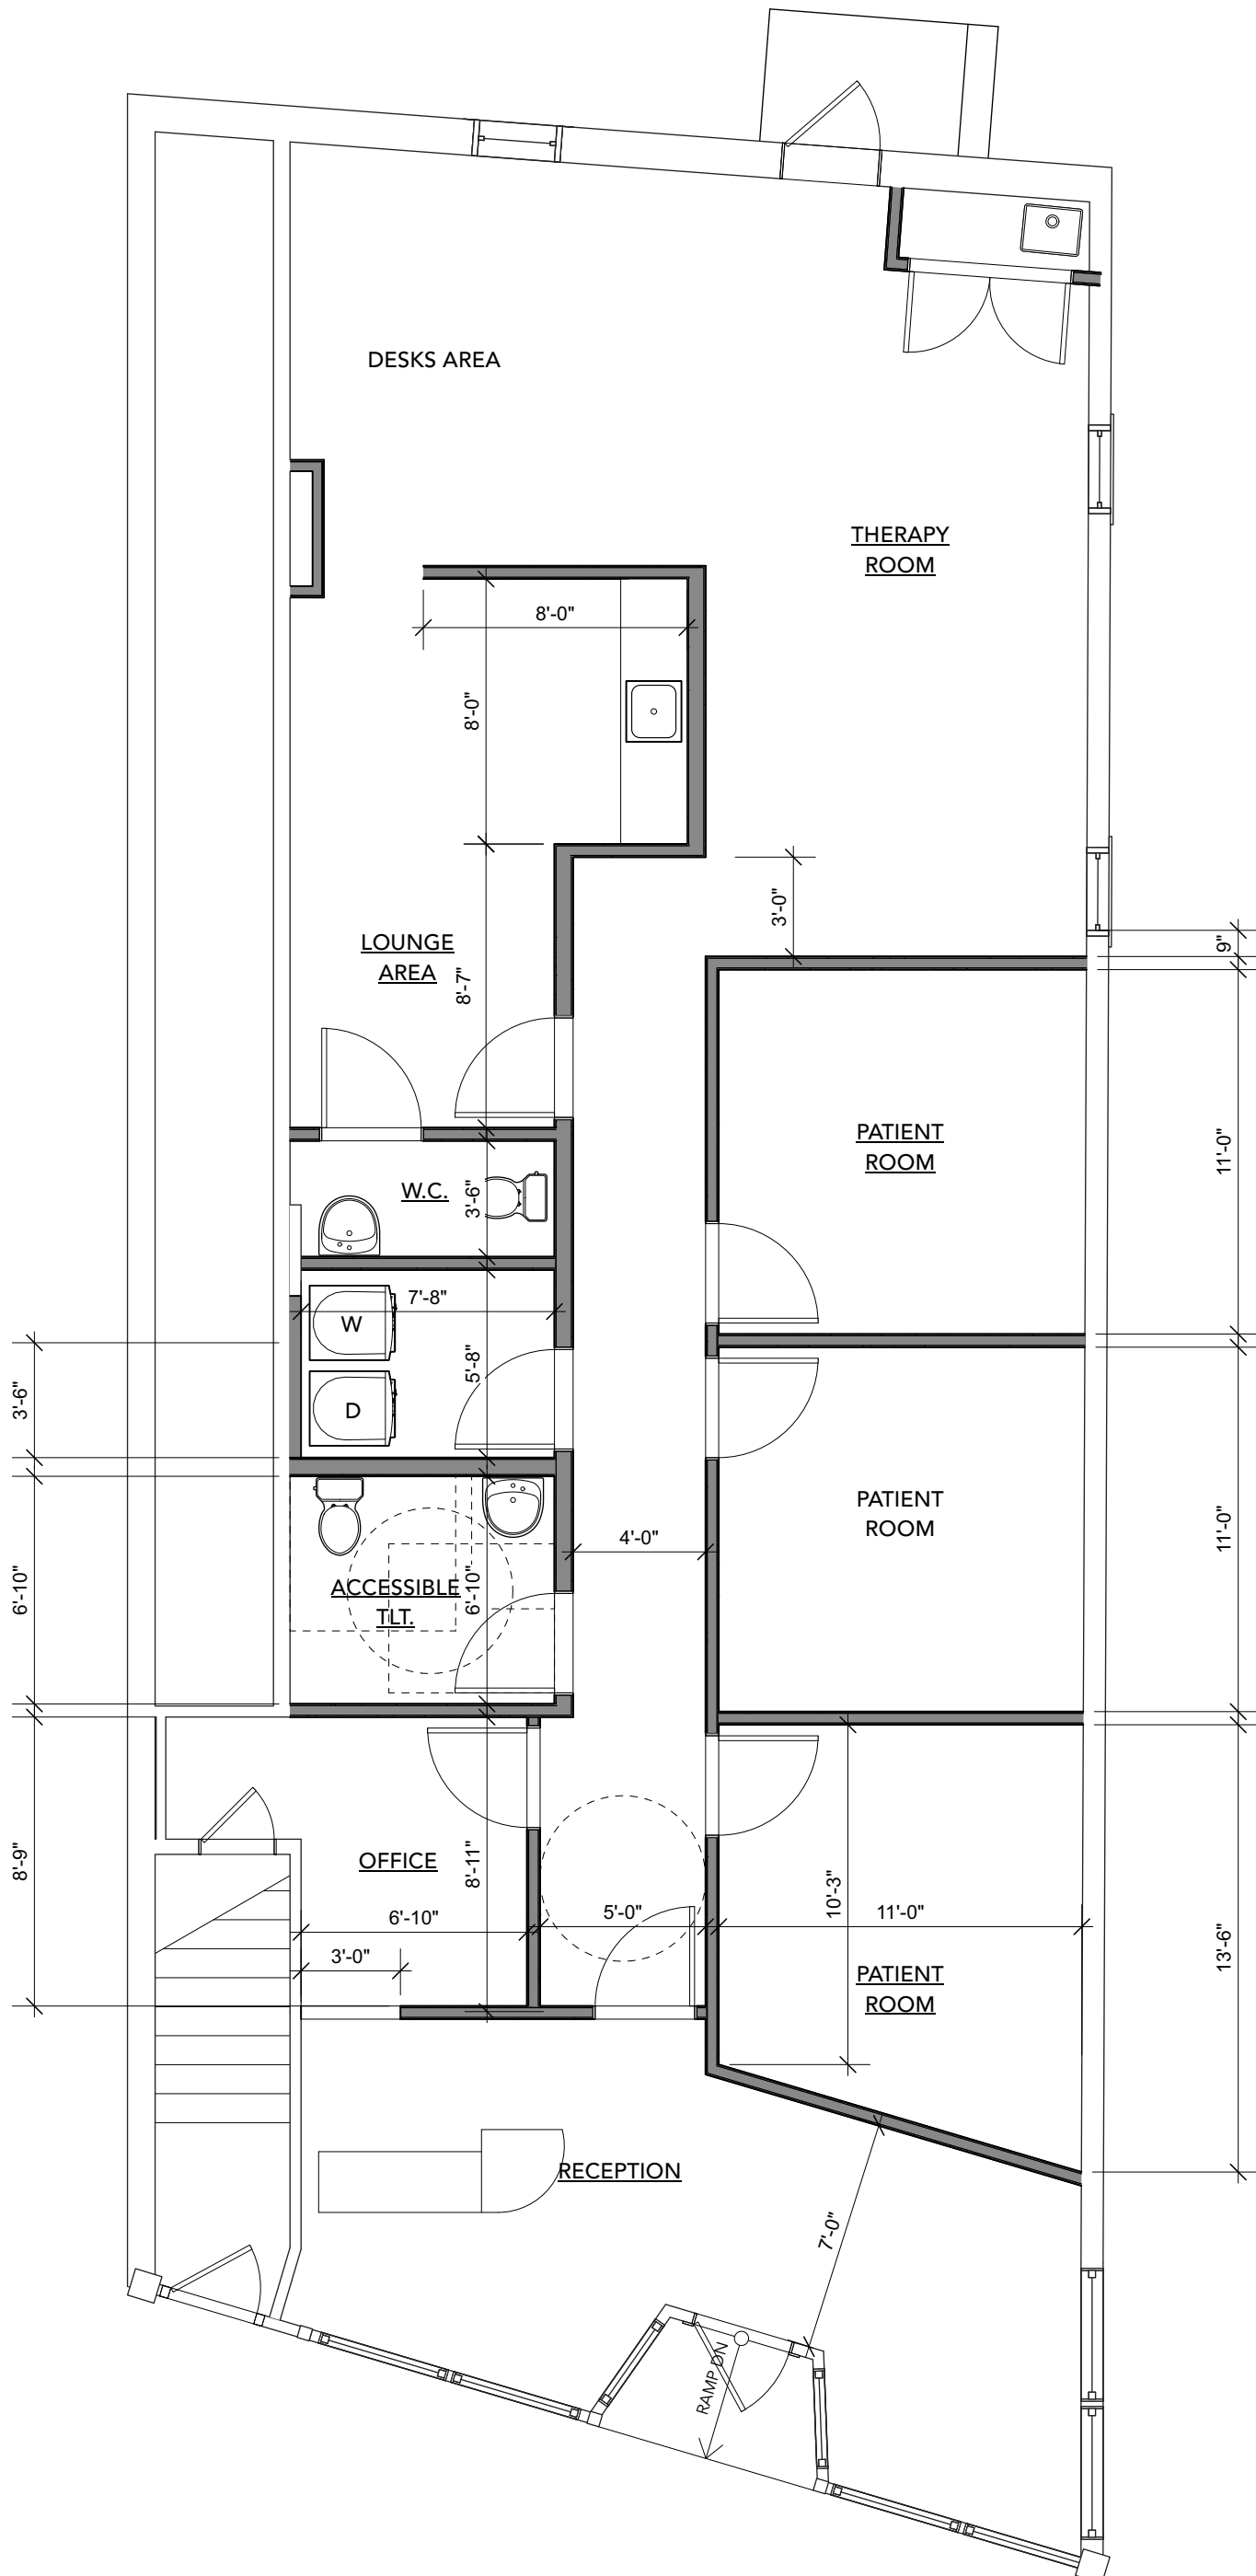 DESKS AREA
THERAPY
ROOM
8'-0"
8'-0"
3'-0"
LOUNGE
AREA
9"
8'-7"
PATIENT
ROOM
11'-0"
W.C.
3'-6"
7'-8"
W
5'-8"
3'-6"
D
PATIENT
ROOM
11'-0"
4'-0"
ACCESSIBLE
TLT.
6'-10"
6'-10"
OFFICE
8'-11"
8'-9"
10'-3"
6'-10"
5'-0"
11'-0"
13'-6"
3'-0"
PATIENT
ROOM
RECEPTION
7'-0"
RAMP DN